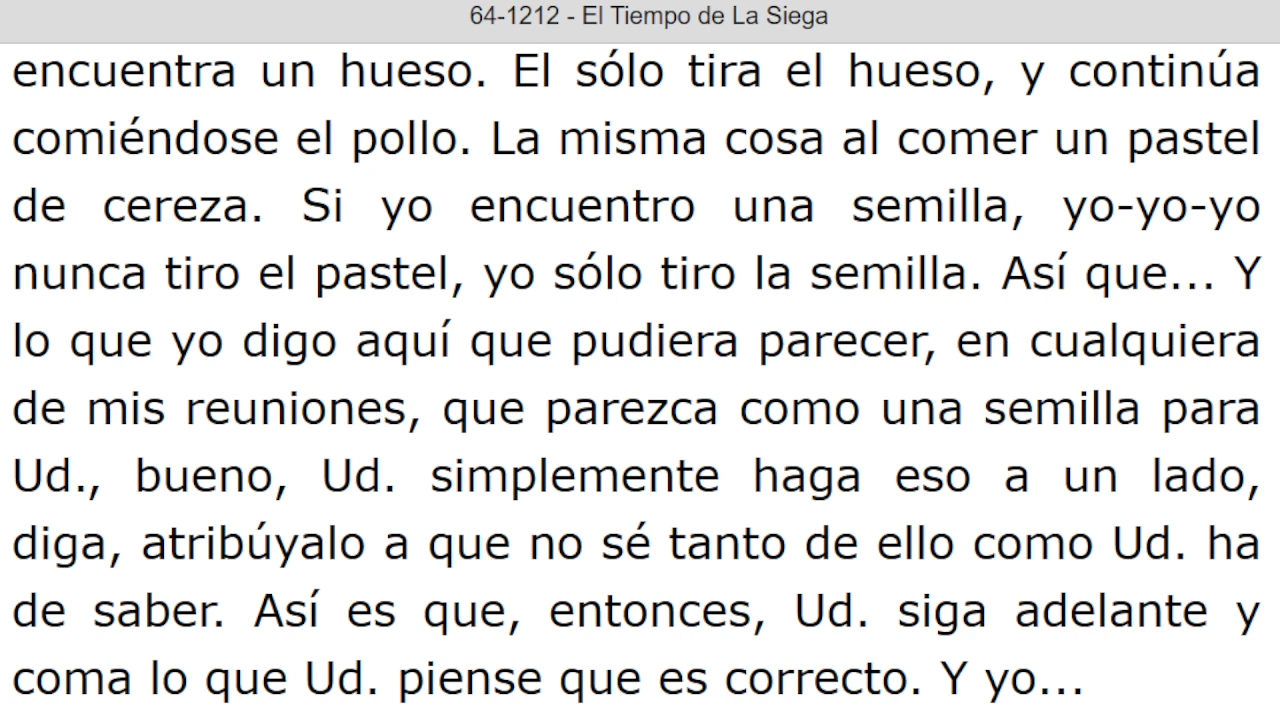 64-1212 - El Tiempo de La Siega
encuentra un hueso. El sólo tira el hueso, y continúa
comiéndose el pollo. La misma cosa al comer un pastel
de cereza. Si yo encuentro una semilla, yo-yo-yo
nunca tiro el pastel, yo sólo tiro la semilla. Así que... Y
lo que yo digo aquí que pudiera parecer, en cualquiera
de mis reuniones, que parezca como una semilla para
Ud., bueno, Ud. simplemente haga eso a un lado,
diga, atribúyalo a que no sé tanto de ello como Ud. ha
de saber. Así es que, entonces, Ud. siga adelante y
coma lo que Ud. piense que es correcto. Y yo...